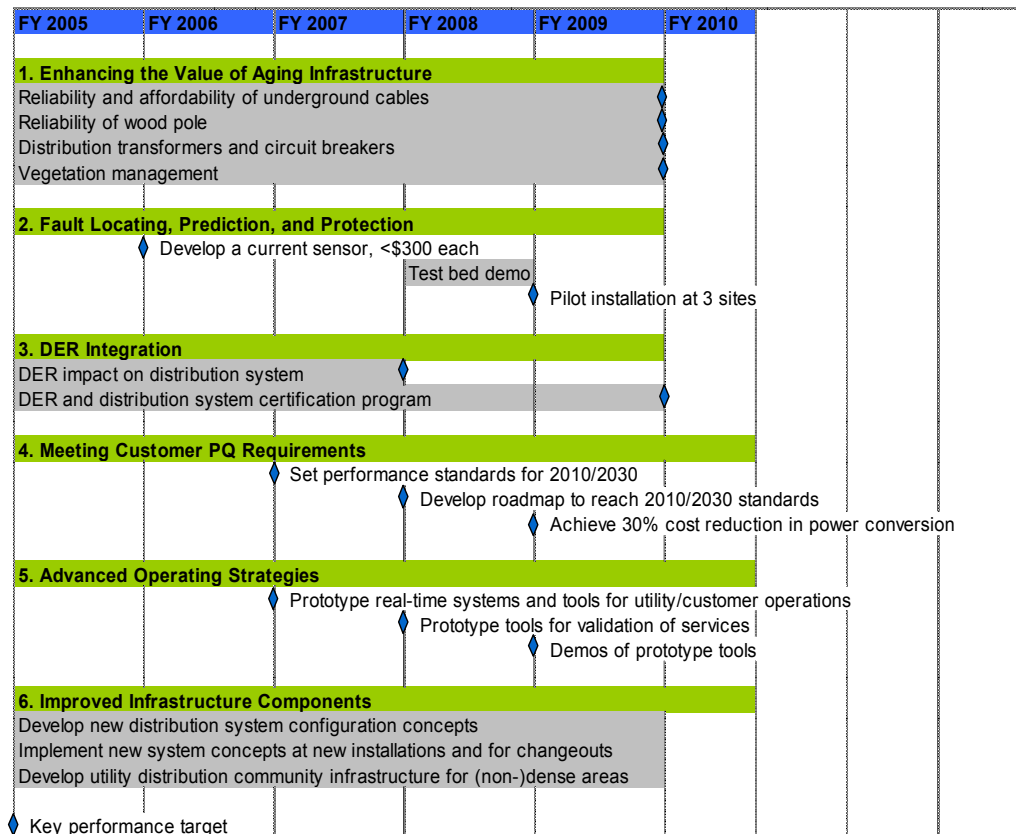 FY 2005 FY 2006 FY 2007 FY 2008 FY 2009 FY 2010
1. Enhancing the Value of Aging Infrastructure
Reliability and affordability of underground cables
Reliability of wood pole
Distribution transformers and circuit breakers
Vegetation management
2. Fault Locating, Prediction, and Protection
Develop a current sensor, <$300 each
Test bed demo
Pilot installation at 3 sites
3. DER Integration
DER impact on distribution system
DER and distribution system certification program
4. Meeting Customer PQ Requirements
Set performance standards for 2010/2030
Develop roadmap to reach 2010/2030 standards
Achieve 30% cost reduction in power conversion
5. Advanced Operating Strategies
Prototype real-time systems and tools for utility/customer operations
Prototype tools for validation of services
Demos of prototype tools
6. Improved Infrastructure Components
Develop new distribution system configuration concepts
Implement new system concepts at new installations and for changeouts
Develop utility distribution community infrastructure for (non-)dense areas
Key performance target